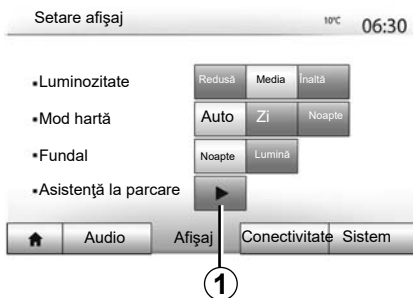 Setare afişaj 10°C 06:30
▪Luminozitate Redusă Media Înaltă
▪Mod hartă Auto Zi Noapte
▪Fundal Noapte Lumină
▪Asistenţă la parcare
Audio Afişaj Conectivitate Sistem
1